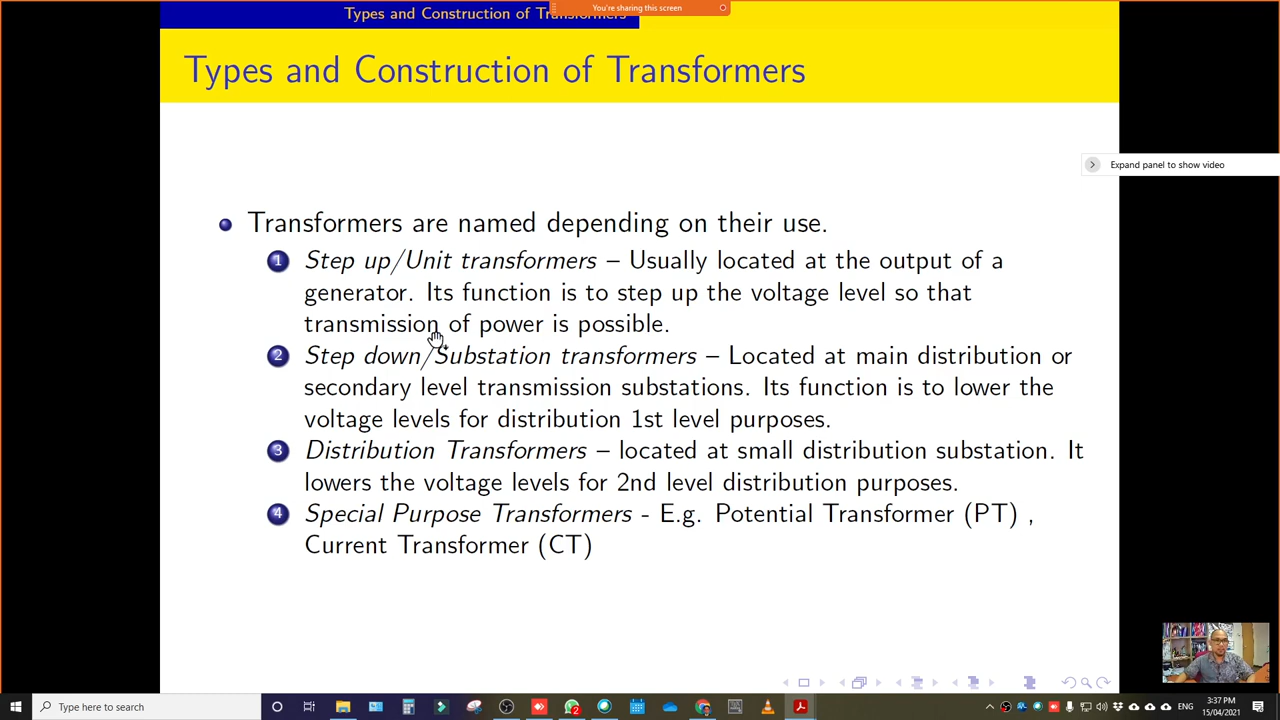 Types and Construction of Transformers
You're sharing this screen
Types and Construction of Transformers
Expand panel to show video
Transformers are named depending on their use.
1 Step up/Unit transformers – Usually located at the output of a
generator. Its function is to step up the voltage level so that
transmission of power is possible.
2 Step down/Substation transformers – Located at main distribution or
secondary level transmission substations. Its function is to lower the
voltage levels for distribution 1st level purposes.
3 Distribution Transformers – located at small distribution substation. It
lowers the voltage levels for 2nd level distribution purposes.
4 Special Purpose Transformers - E.g. Potential Transformer (PT) ,
Current Transformer (CT)
Type here to search
2
ENG
3:37 PM
15/04/2021